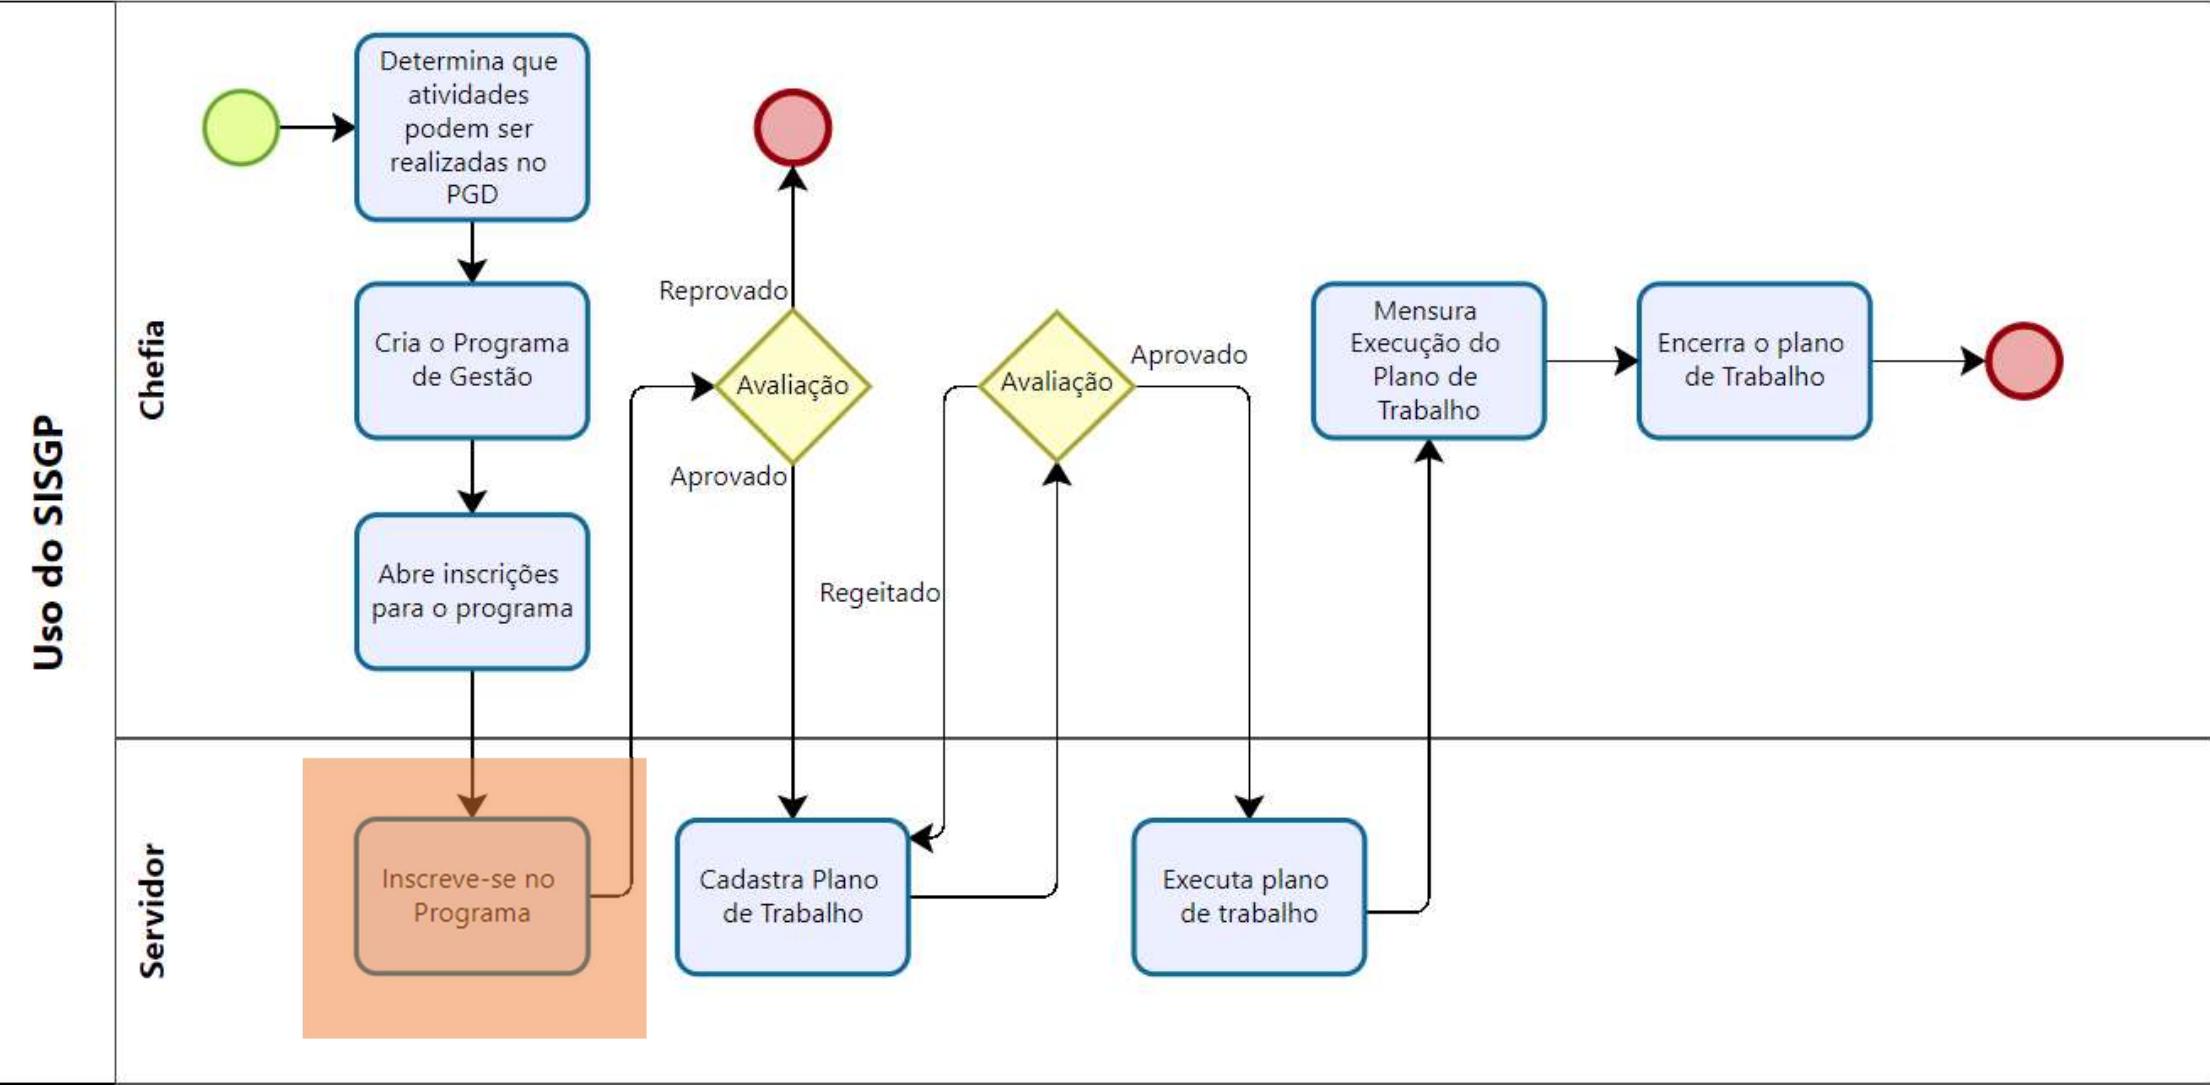 Uso do SISGP
Chefia
Determina que
atividades
podem ser
realizadas no
PGD
Cria o Programa
de Gestão
Abre inscrições
para o programa
Reprovado
Avaliação
Aprovado
Avaliação
Aprovado
Regeitado
Mensura
Execução do
Plano de
Trabalho
Encerra o plano
de Trabalho
Servidor
Inscreve-se no
Programa
Cadastra Plano
de Trabalho
Executa plano
de trabalho